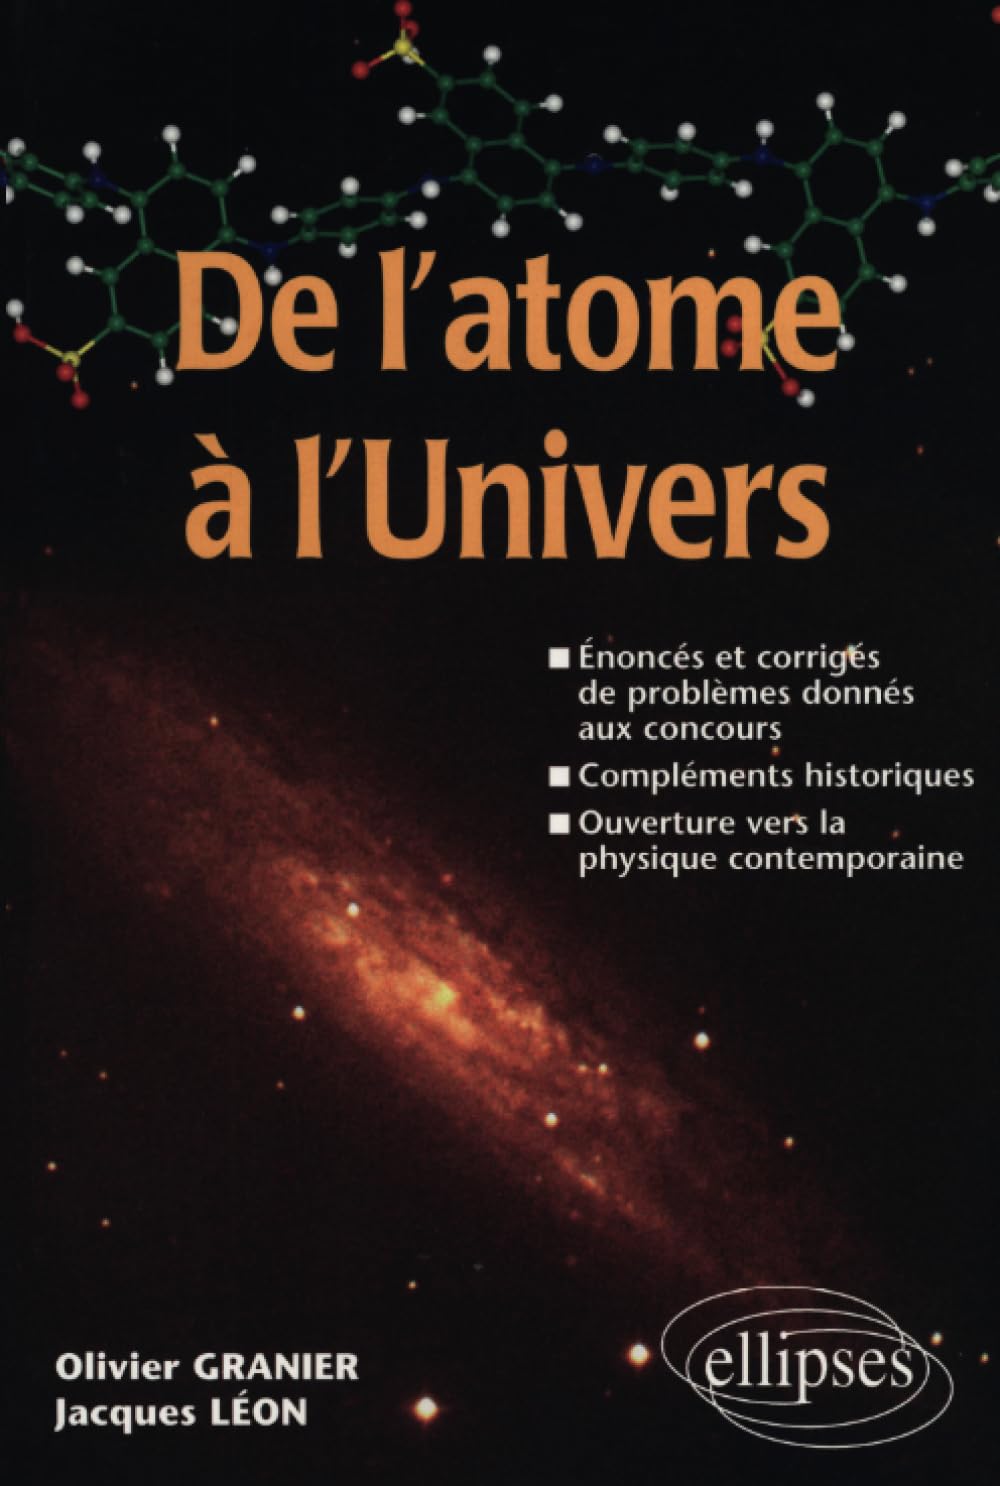 De l'atome
à l'Univers
■ Énoncés et corrigés
de problèmes donnés
aux concours
■ Compléments historiques
■ Ouverture vers la
physique contemporaine
Olivier GRANIER
Jacques LÉON
ellipses